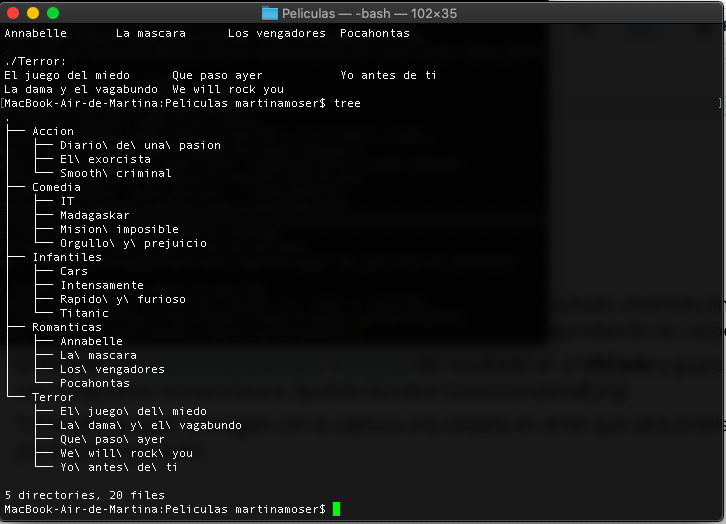 Peliculas — -bash — 102×35
Annabelle La mascara Los vengadores Pocahontas
./Terror:
El juego del miedo Que paso ayer Yo antes de ti
La dama y el vagabundo We will rock you
[MacBook-Air-de-Martina:Peliculas martinamoser$ tree ]
.
├── Accion
│   ├── Diario\ de\ una\ pasion
│   ├── El\ exorcista
│   └── Smooth\ criminal
├── Comedia
│   ├── IT
│   ├── Madagaskar
│   ├── Mision\ imposible
│   └── Orgullo\ y\ prejuicio
├── Infantiles
│   ├── Cars
│   ├── Intensamente
│   ├── Rapido\ y\ furioso
│   └── Titanic
├── Romanticas
│   ├── Annabelle
│   ├── La\ mascara
│   ├── Los\ vengadores
│   └── Pocahontas
└── Terror
    ├── El\ juego\ del\ miedo
    ├── La\ dama\ y\ el\ vagabundo
    ├── Que\ paso\ ayer
    ├── We\ will\ rock\ you
    └── Yo\ antes\ de\ ti
5 directories, 20 files
MacBook-Air-de-Martina:Peliculas martinamoser$